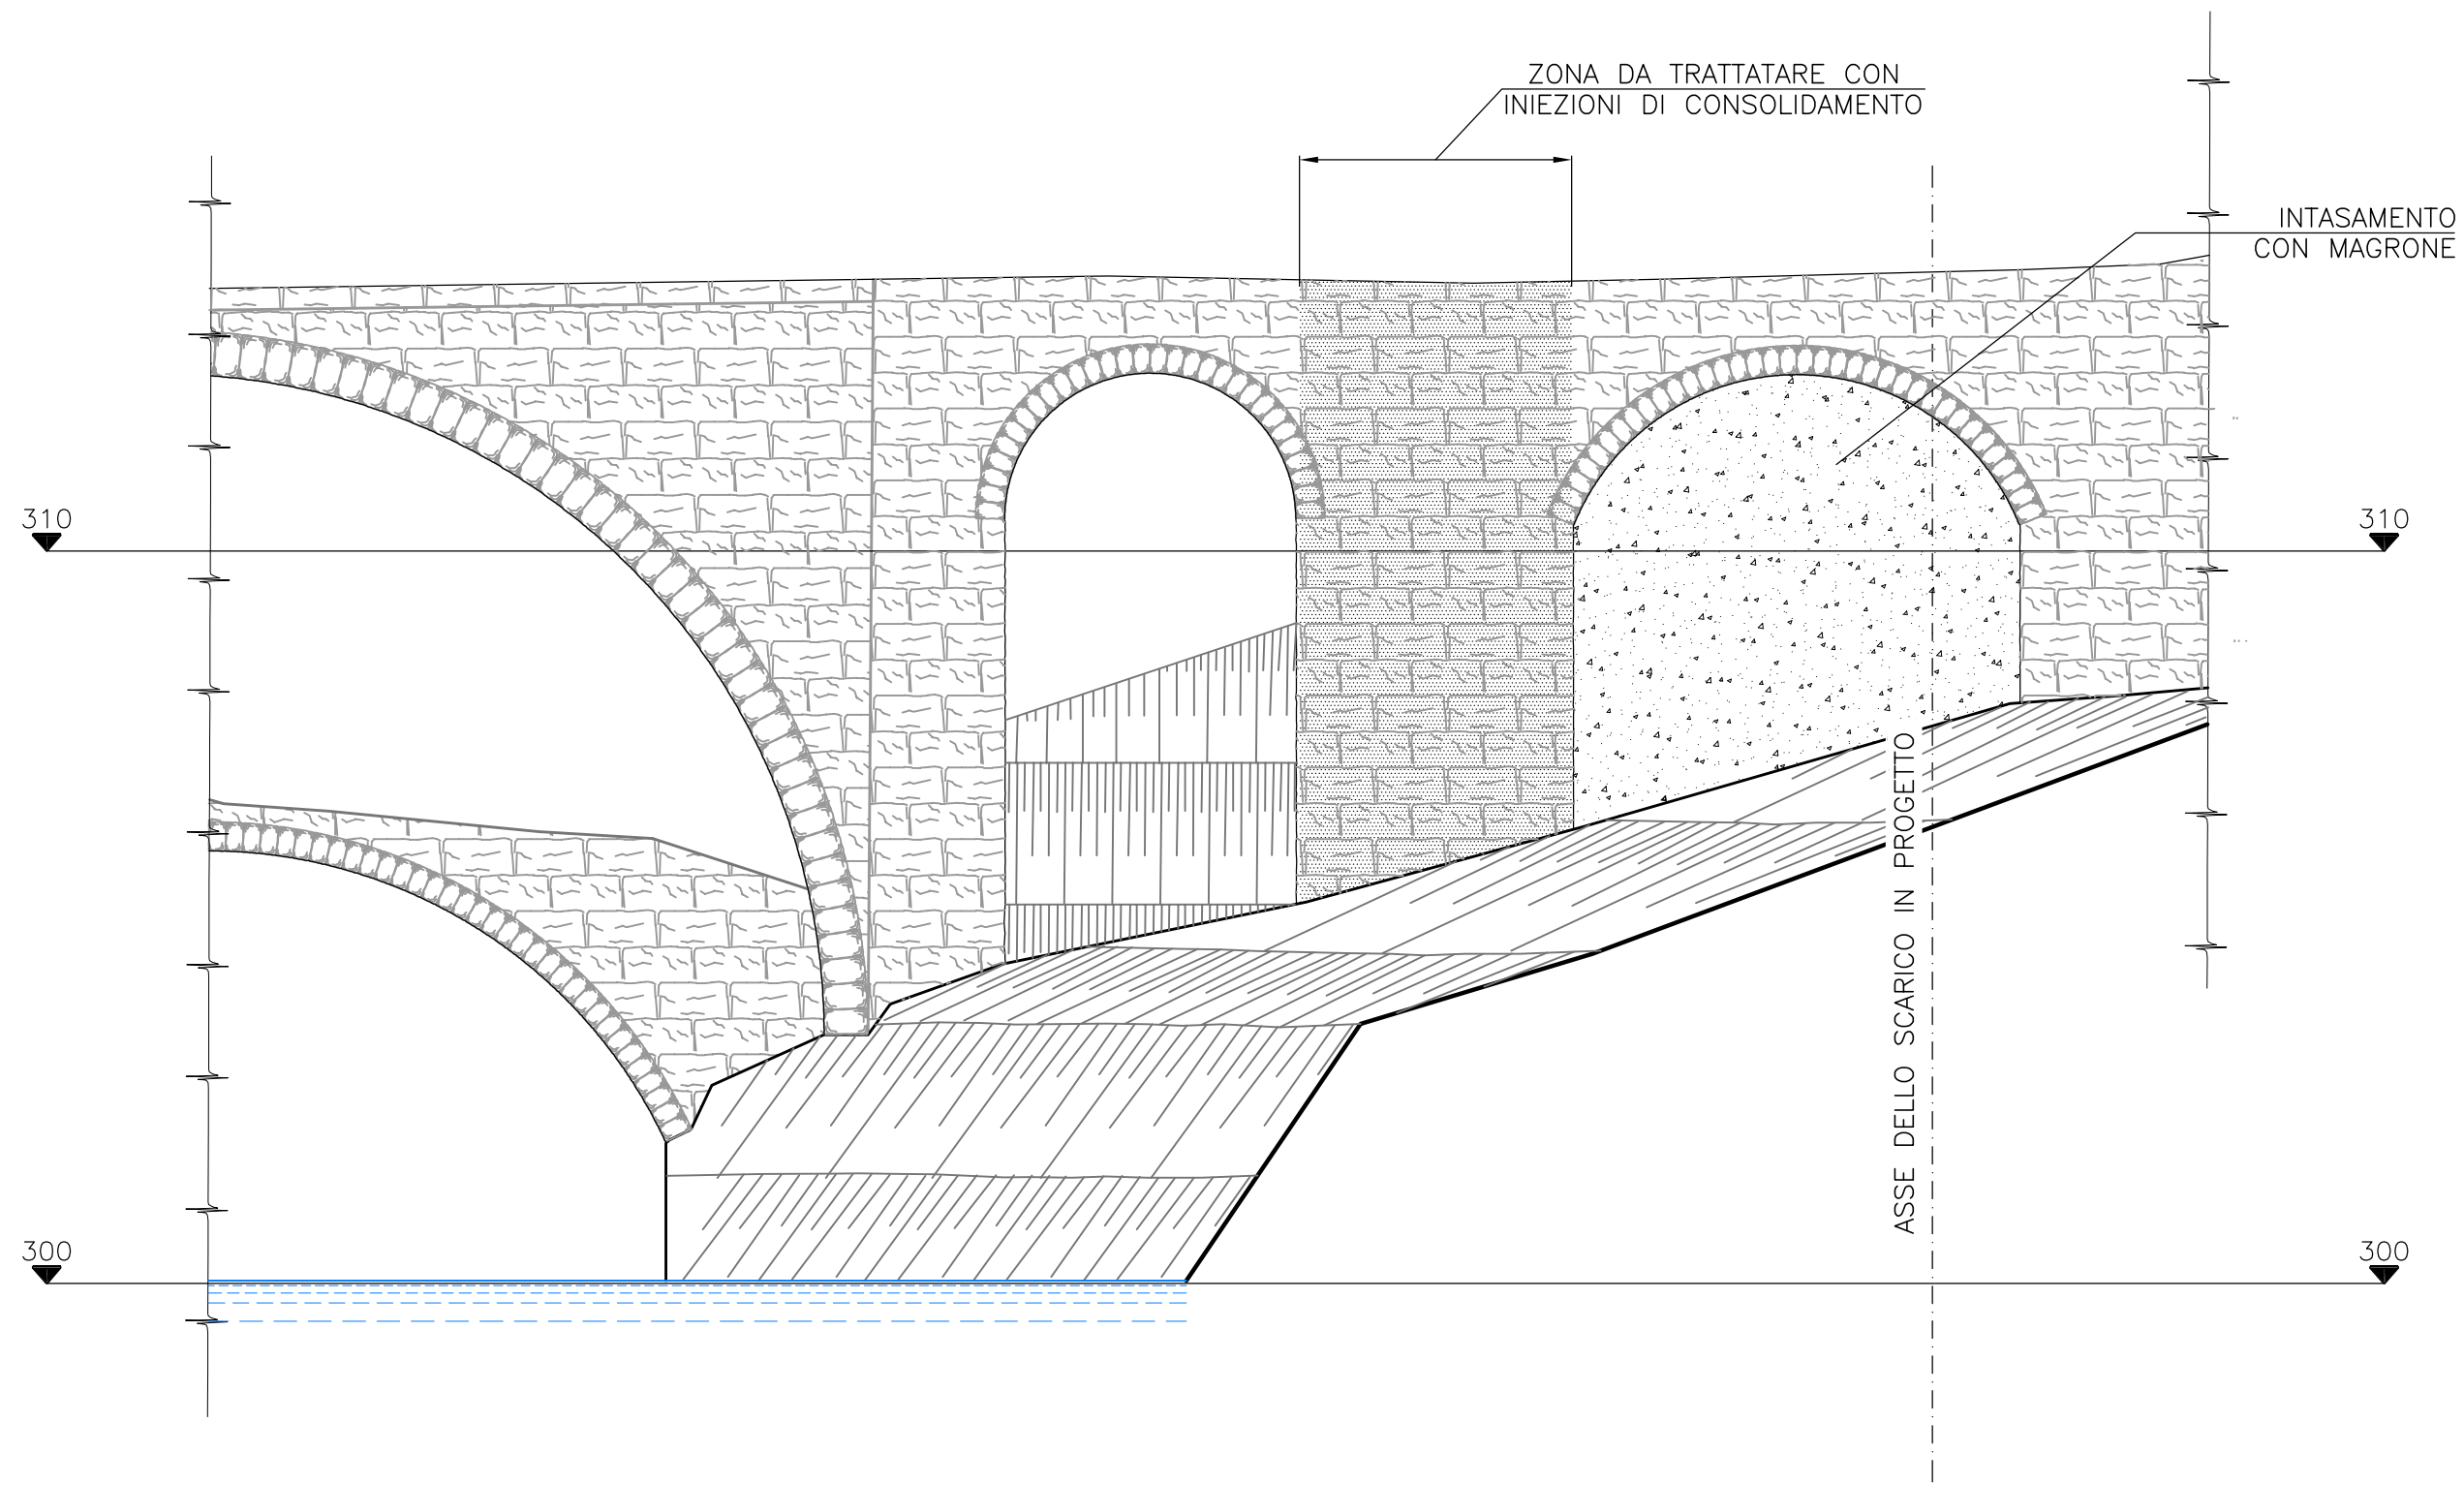 ZONA DA TRATTATARE CON
INIEZIONI DI CONSOLIDAMENTO
INTASAMENTO
CON MAGRONE
310
310
ASSE DELLO SCARICO IN PROGETTO
300
300